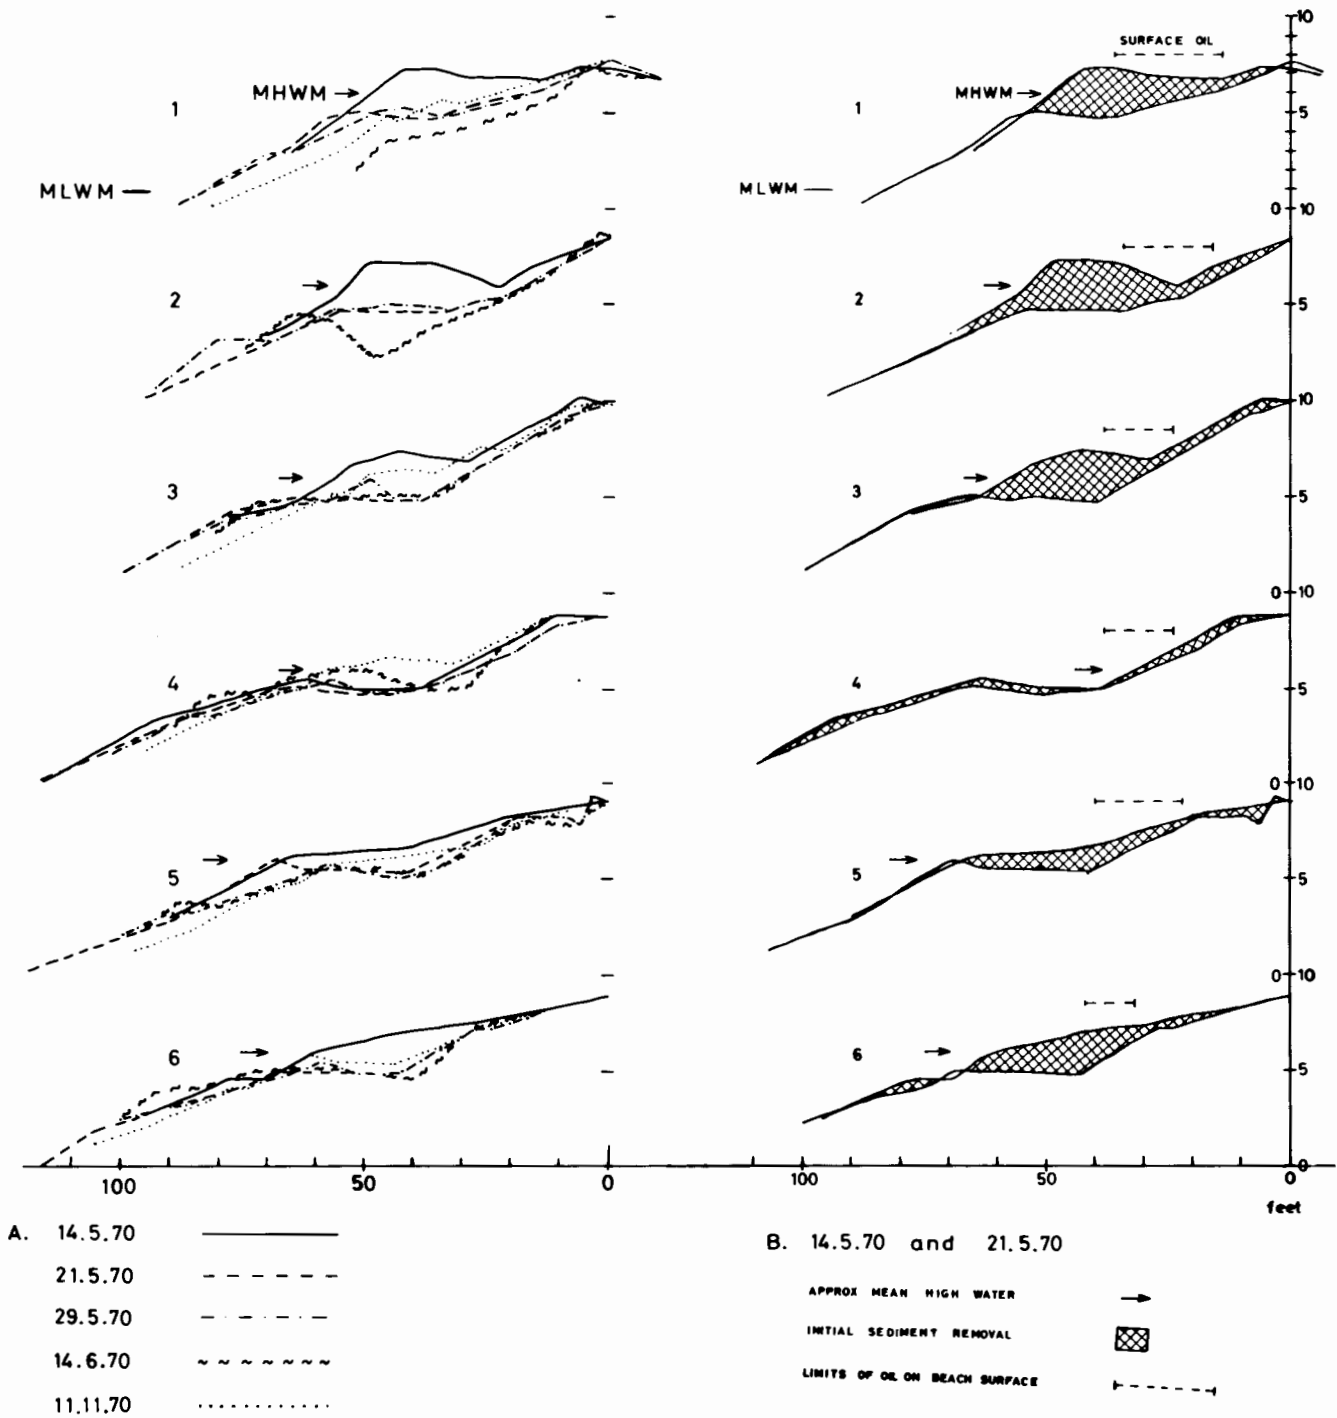 MHWM
1
MLWM
2
3
4
5
6
100 50 0
A. 14.5.70
21.5.70
29.5.70
14.6.70
11.11.70
10
SURFACE OIL
MHWM
1
5
MLWM
0 10
2
5
10
3
5
0 10
4
5
0 10
5
5
0 10
6
5
0
100 50 0
feet
B. 14.5.70 and 21.5.70
APPROX MEAN HIGH WATER
INITIAL SEDIMENT REMOVAL
LIMITS OF OIL ON BEACH SURFACE